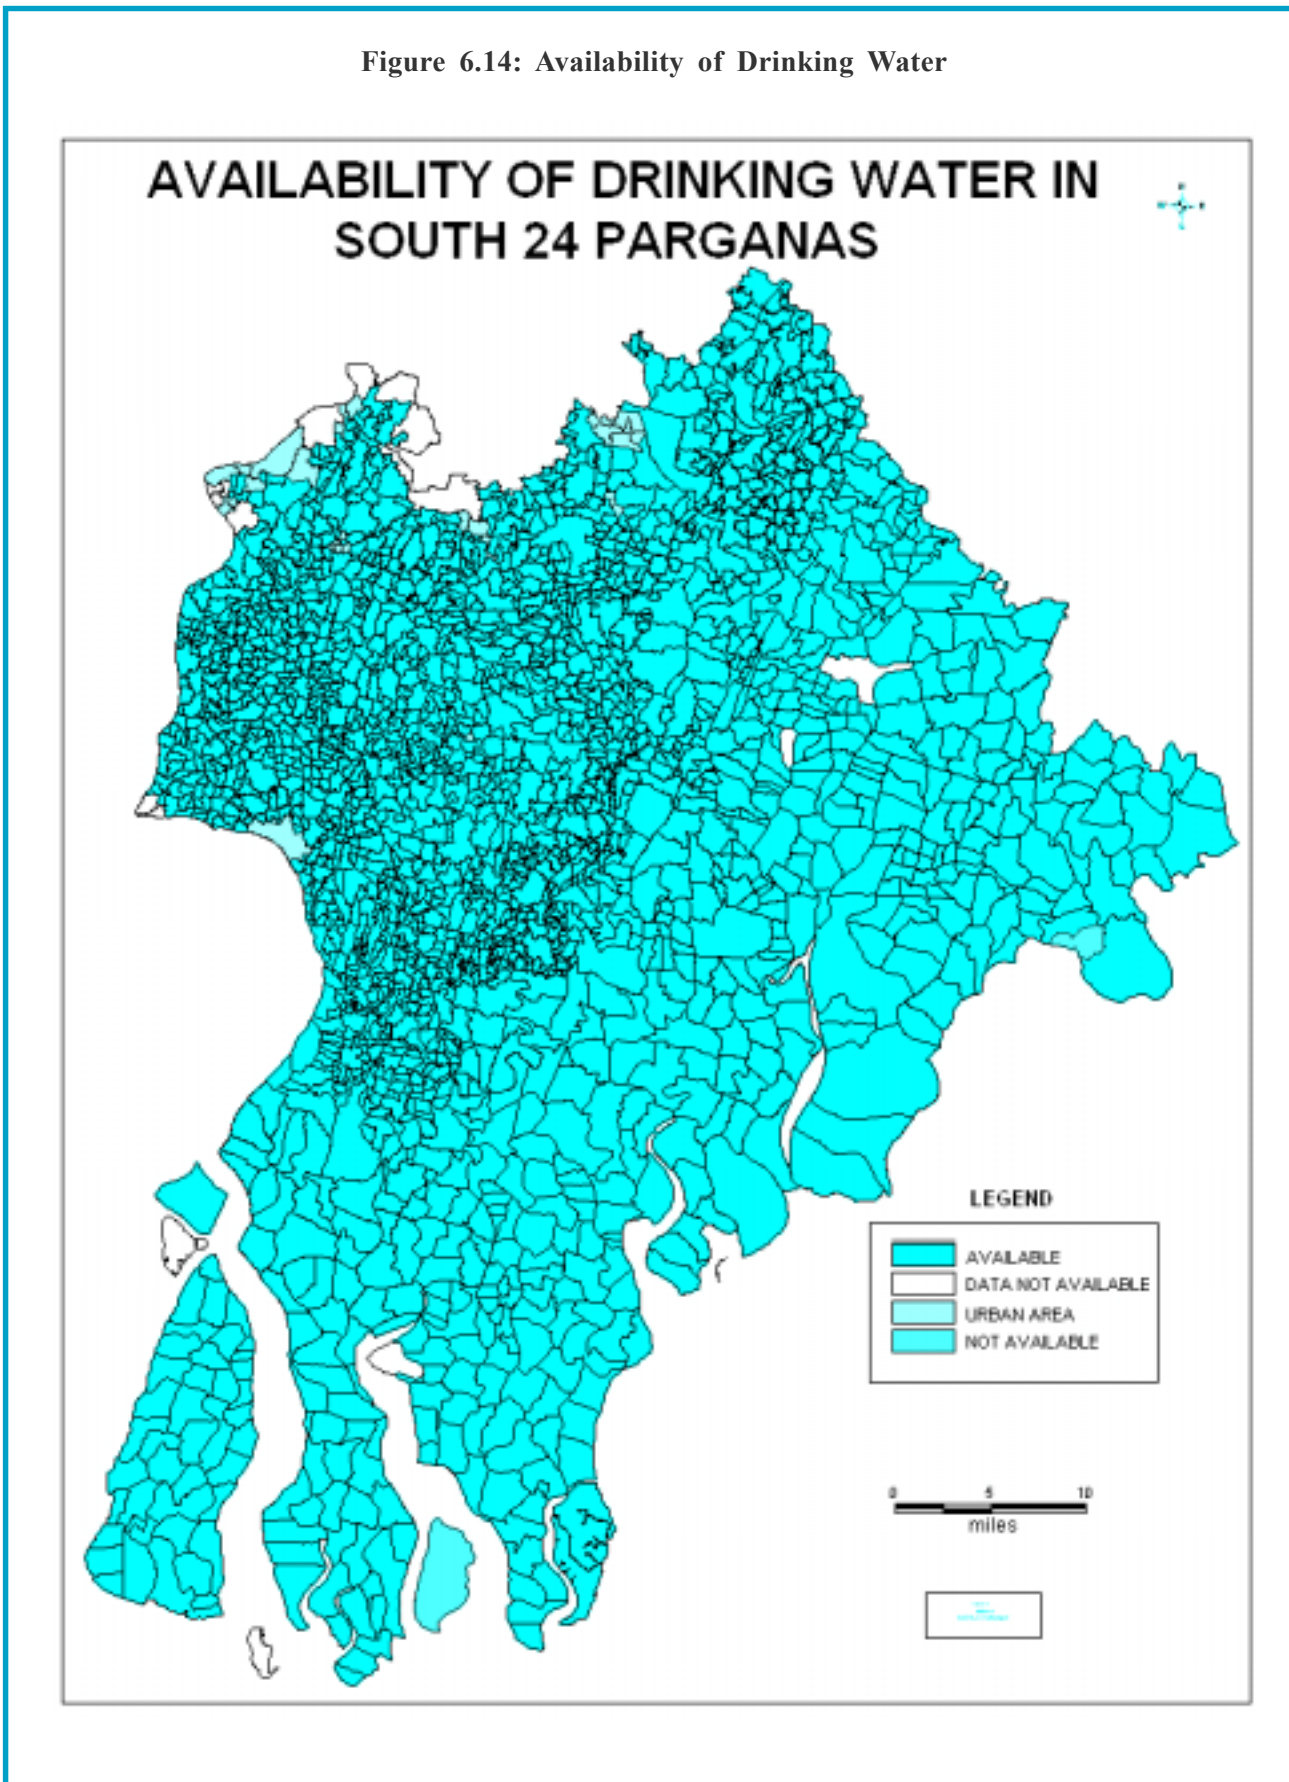 Figure 6.14: Availability of Drinking Water
AVAILABILITY OF DRINKING WATER IN
SOUTH 24 PARGANAS
LEGEND
AVAILABLE
DATA NOT AVAILABLE
URBAN AREA
NOT AVAILABLE
0 5 10
miles